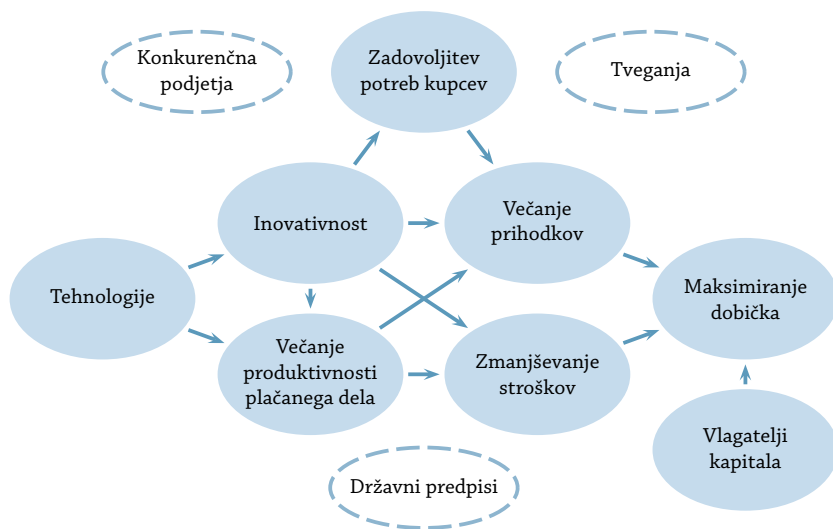 Konkurenčna
podjetja
Zadovoljitev
potreb kupcev
Tveganja
Inovativnost
Večanje
prihodkov
Tehnologije
Maksimiranje
dobička
Večanje
produktivnosti
plačanega dela
Zmanjševanje
stroškov
Vlagatelji
kapitala
Državni predpisi